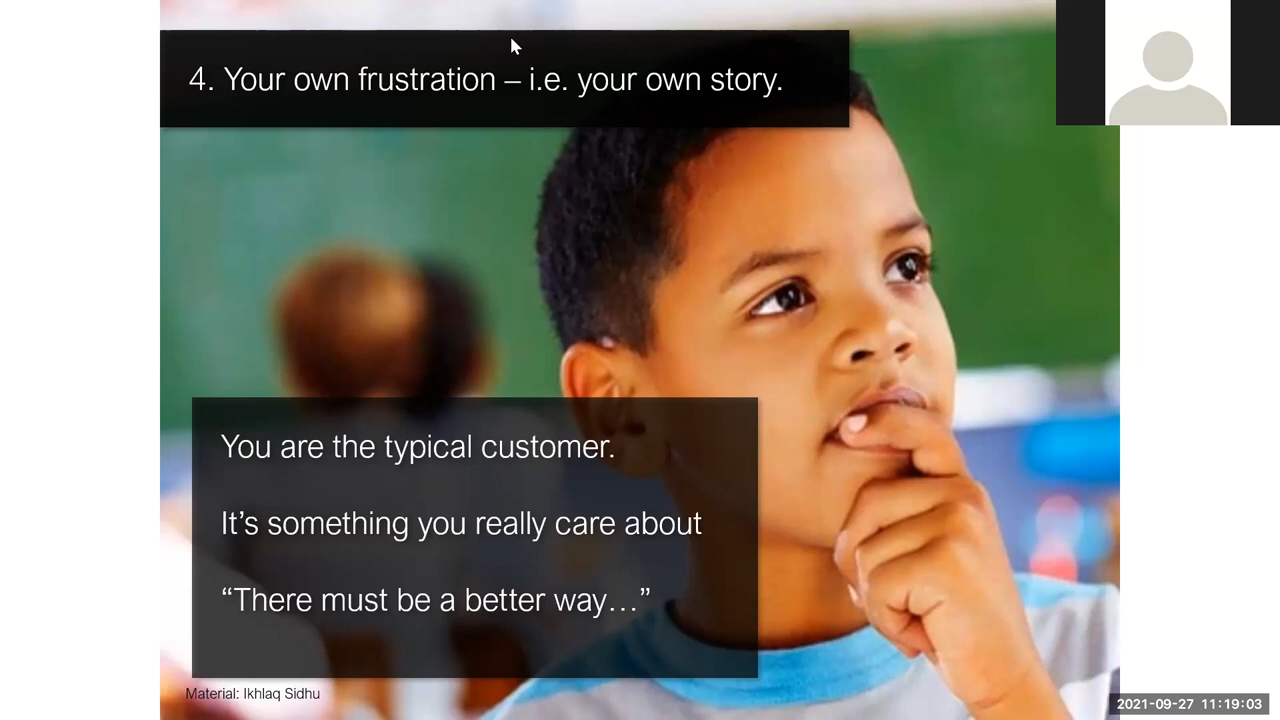 4. Your own frustration – i.e. your own story.
You are the typical customer.
It’s something you really care about
“There must be a better way…”
Material: Ikhlaq Sidhu
2021-09-27 11:19:03